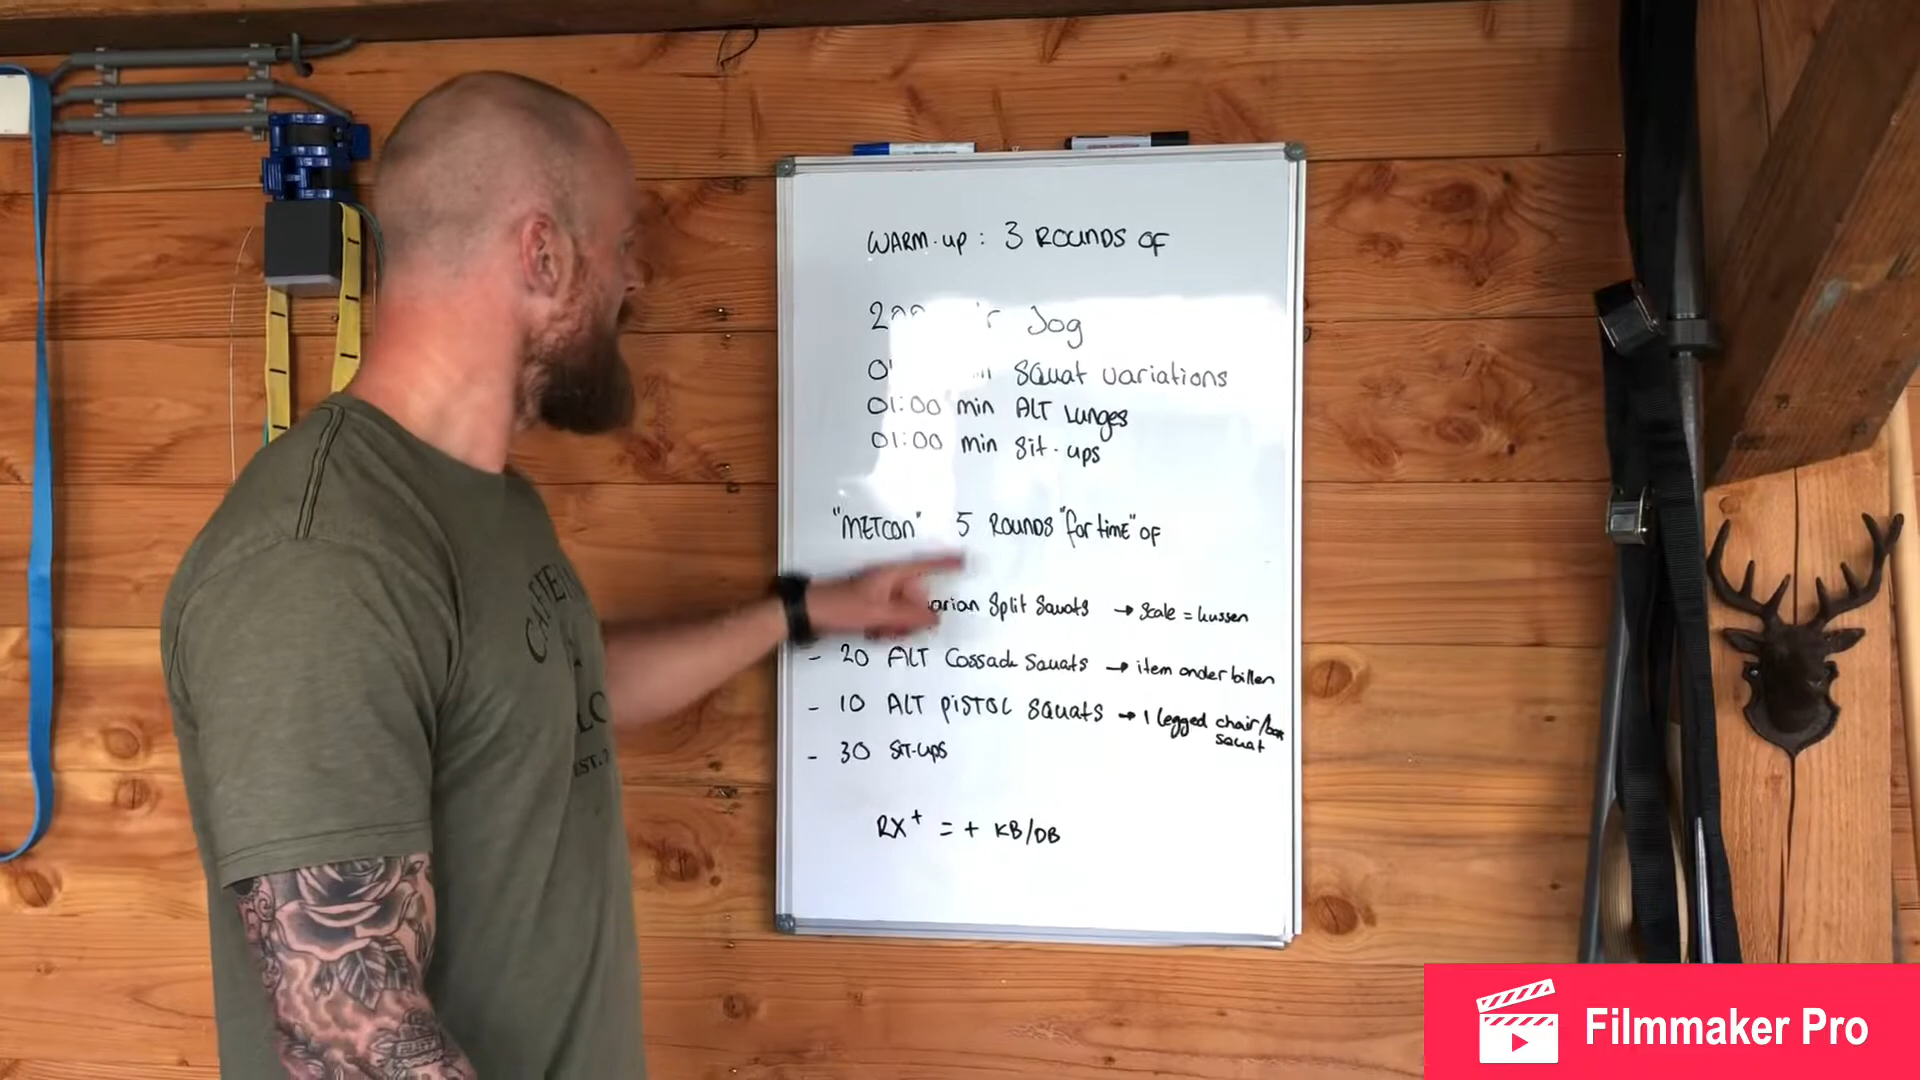 WARM-UP : 3 ROUNDS OF
Jog
Squat variations
01:00 min ALT Lunges
01:00 min Sit-ups
"METCON" 5 ROUNDS "for time" OF
Split Squats → Scale = kussen
- 20 ALT Cossack Squats → item onder billen
- 10 ALT PISTOL Squats → 1 legged chair/box squat
- 30 SIT-UPS
RX+ = + KB/DB
EST.
Filmmaker Pro